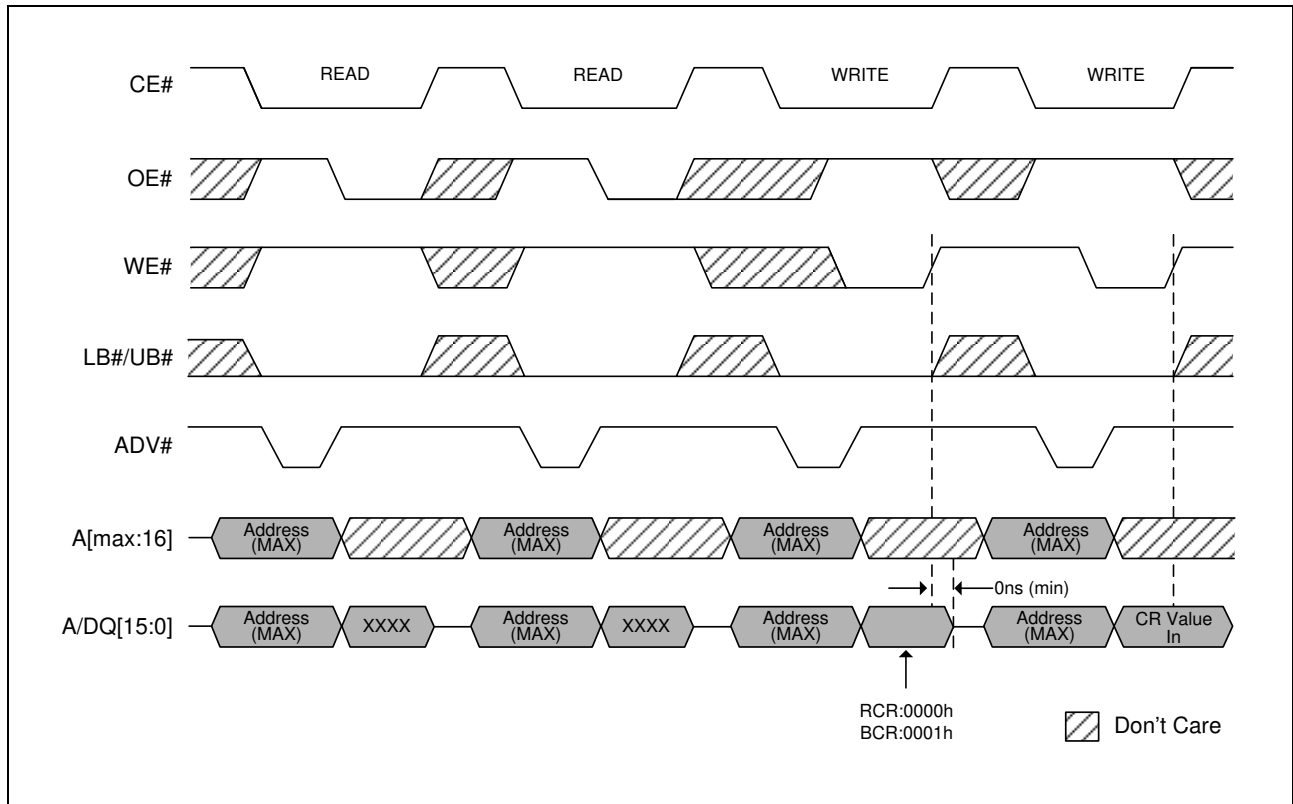 CE#
READ
READ
WRITE
WRITE
OE#
WE#
LB#/UB#
ADV#
A[max:16]
Address
(MAX)
Address
(MAX)
Address
(MAX)
Address
(MAX)
0ns (min)
A/DQ[15:0]
Address
(MAX)
XXXX
Address
(MAX)
XXXX
Address
(MAX)
Address
(MAX)
CR Value
In
RCR:0000h
BCR:0001h
Don't Care